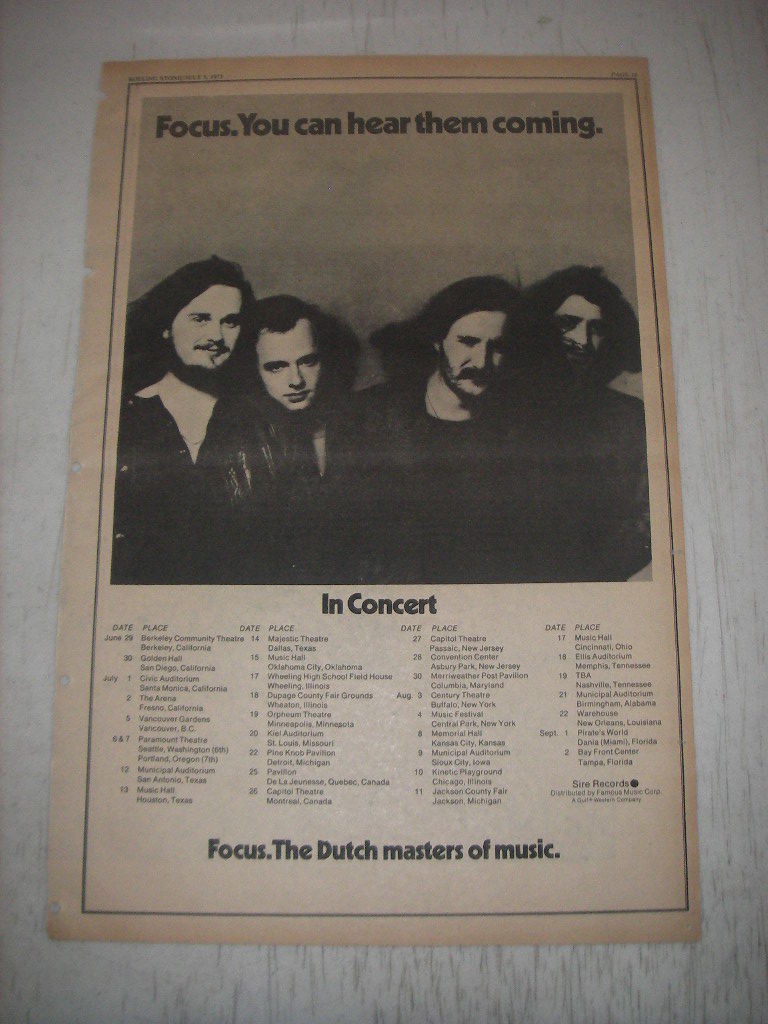 ROLLING STONE/JULY 5, 1973
PAGE
Focus. You can hear them coming.
In Concert
DATE PLACE
June 29 Berkeley Community Theatre
Berkeley, California
30 Golden Hall
San Diego, California
July 1 Civic Auditorium
Santa Monica, California
2 The Arena
Fresno, California
5 Vancouver Gardens
Vancouver, B.C.
6 & 7 Paramount Theatre
Seattle, Washington (6th)
Portland, Oregon (7th)
12 Municipal Auditorium
San Antonio, Texas
13 Music Hall
Houston, Texas
DATE PLACE
14 Majestic Theatre
Dallas, Texas
15 Music Hall
Oklahoma City, Oklahoma
17 Wheeling High School Field House
Wheeling, Illinois
18 Dupage County Fair Grounds
Wheaton, Illinois
19 Orpheum Theatre
Minneapolis, Minnesota
20 Kiel Auditorium
St. Louis, Missouri
22 Pine Knob Pavilion
Detroit, Michigan
25 Pavilion
De La Jeunesse, Quebec, Canada
26 Capitol Theatre
Montreal, Canada
DATE PLACE
27 Capitol Theatre
Passaic, New Jersey
28 Convention Center
Asbury Park, New Jersey
30 Merriweather Post Pavilion
Columbia, Maryland
Aug. 3 Century Theatre
Buffalo, New York
4 Music Festival
Central Park, New York
8 Memorial Hall
Kansas City, Kansas
9 Municipal Auditorium
Sioux City, Iowa
10 Kinetic Playground
Chicago, Illinois
11 Jackson County Fair
Jackson, Michigan
DATE PLACE
17 Music Hall
Cincinnati, Ohio
18 Ellis Auditorium
Memphis, Tennessee
19 TBA
Nashville, Tennessee
21 Municipal Auditorium
Birmingham, Alabama
22 Warehouse
New Orleans, Louisiana
Sept. 1 Pirate's World
Dania (Miami), Florida
2 Bay Front Center
Tampa, Florida
Sire Records
Distributed by Famous Music Corp.
A Gulf + Western Company
Focus. The Dutch masters of music.